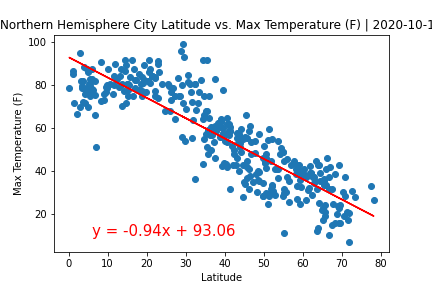 Northern Hemisphere City Latitude vs. Max Temperature (F) | 2020-10-1
Max Temperature (F)
100
80
60
40
20
y = -0.94x + 93.06
0 10 20 30 40 50 60 70 80
Latitude